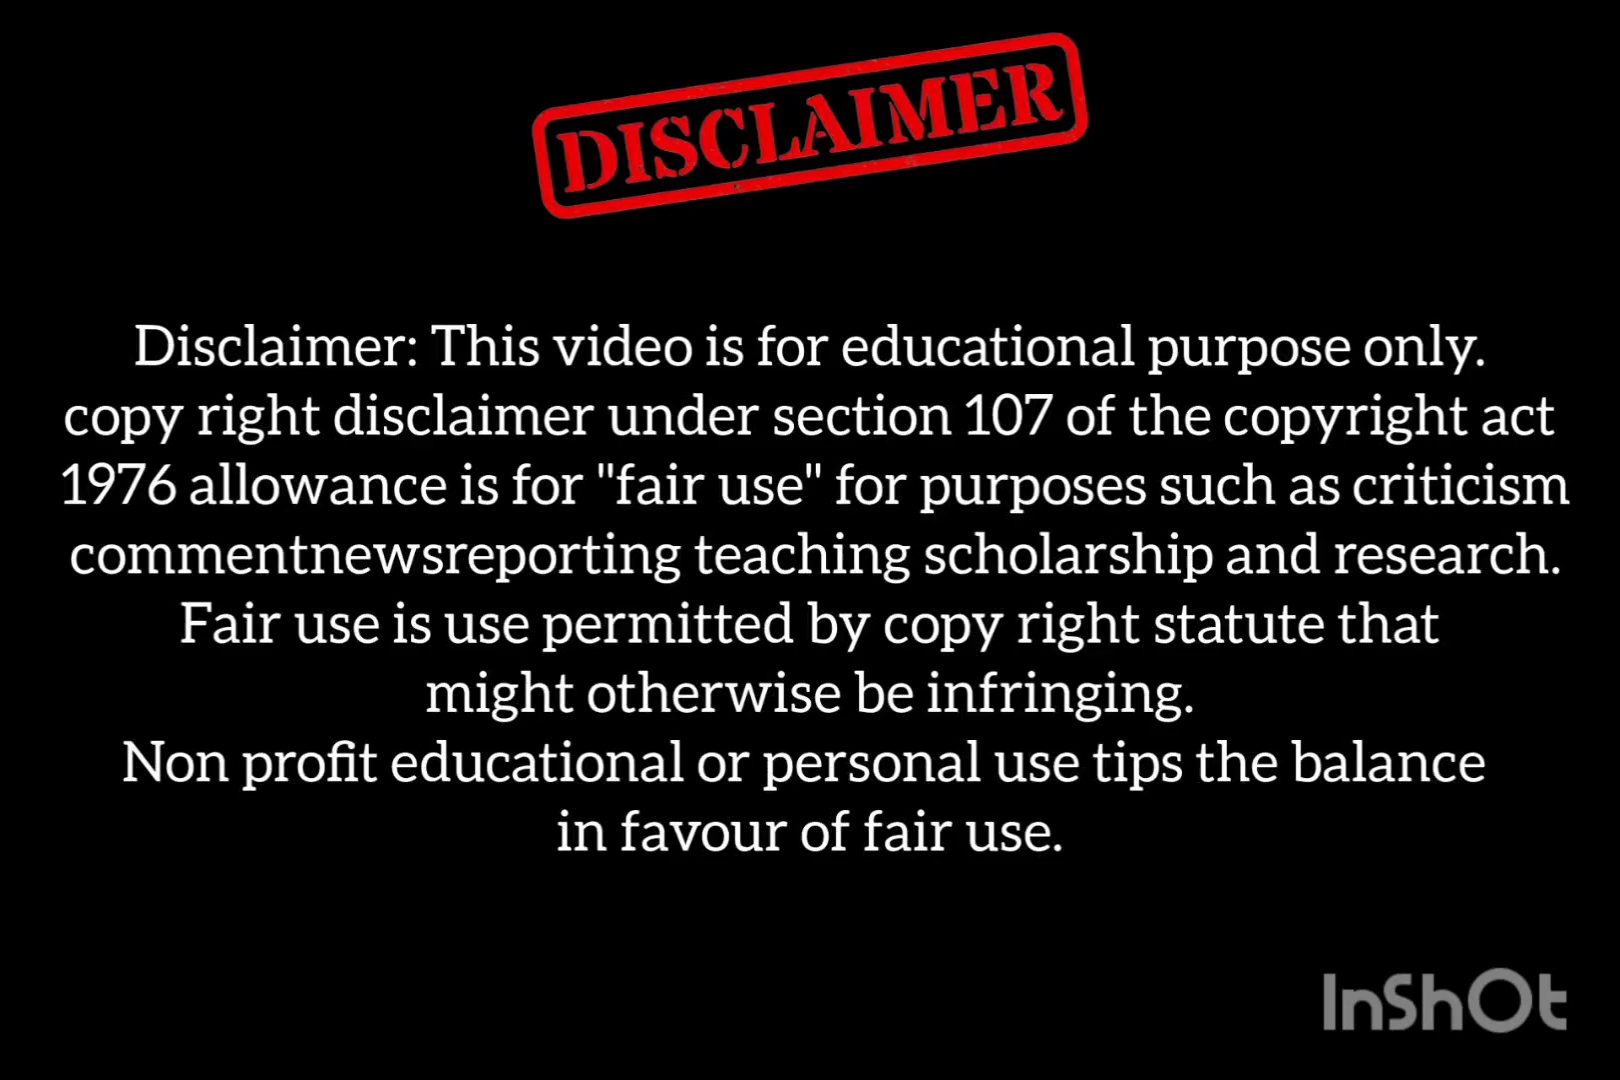 DISCLAIMER
Disclaimer: This video is for educational purpose only.
copy right disclaimer under section 107 of the copyright act
1976 allowance is for "fair use" for purposes such as criticism
commentnewsreporting teaching scholarship and research.
Fair use is use permitted by copy right statute that
might otherwise be infringing.
Non profit educational or personal use tips the balance
in favour of fair use.
InShOt